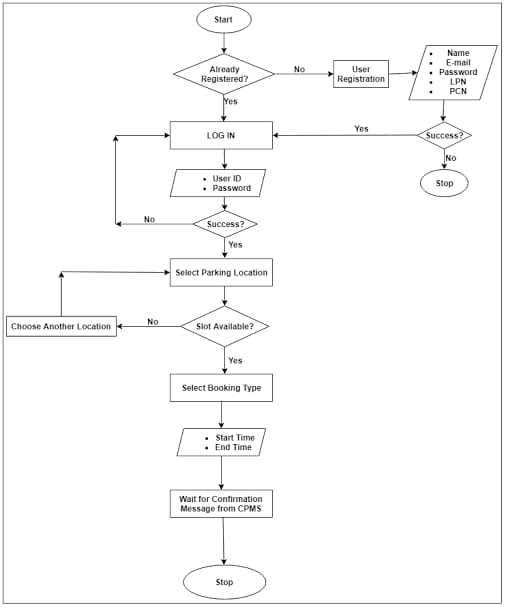 Start
Already
Registered?
No
User
Registration
• Name
• E-mail
• Password
• LPN
• PCN
Yes
LOG IN
Yes
Success?
No
Stop
• User ID
• Password
No
Success?
Yes
Select Parking Location
Choose Another Location
No
Slot Available?
Yes
Select Booking Type
• Start Time
• End Time
Wait for Confirmation
Message from CPMS
Stop